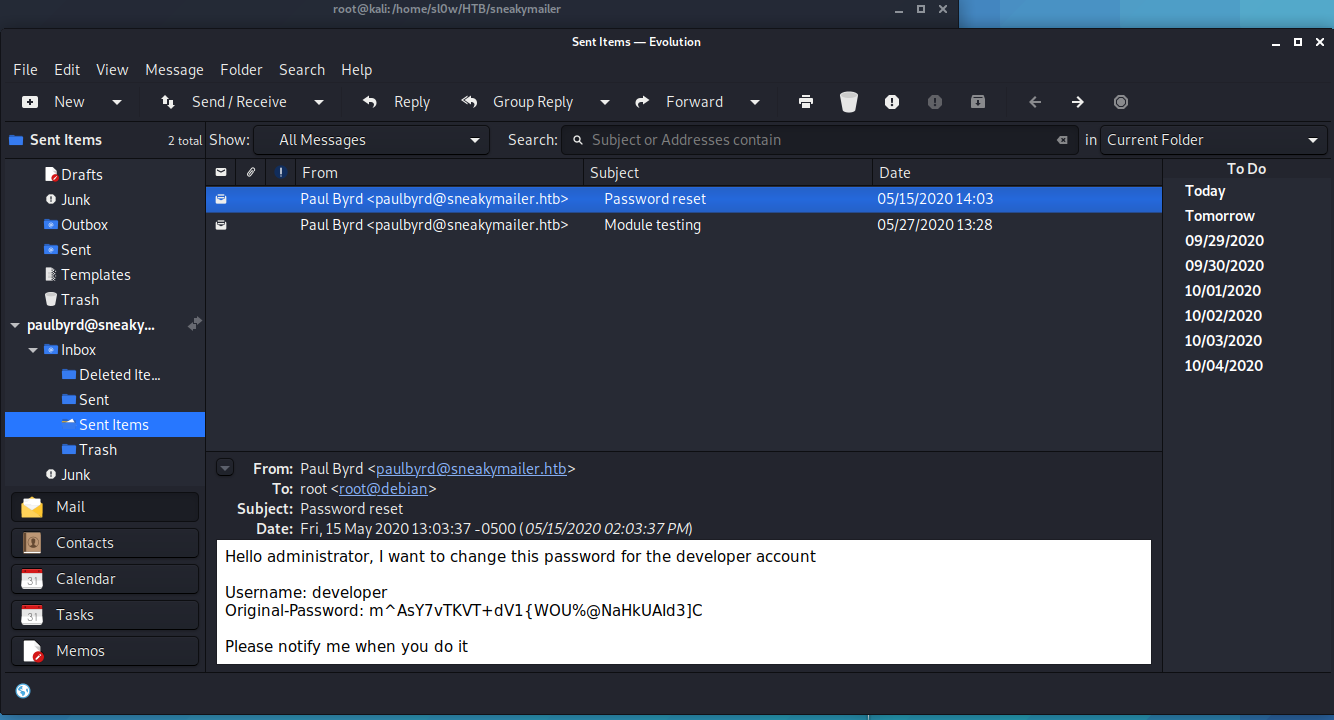 root@kali:/home/sl0w/HTB/sneakymailer
Sent Items — Evolution
File Edit View Message Folder Search Help
New Send / Receive Reply Group Reply Forward
Sent Items 2 total Show: All Messages Search: Subject or Addresses contain in Current Folder
Drafts
Junk
Outbox
Sent
Templates
Trash
paulbyrd@sneaky...
Inbox
Deleted Ite...
Sent
Sent Items
Trash
Junk
Mail
Contacts
Calendar
31
Tasks
31
Memos
From Subject Date
Paul Byrd <paulbyrd@sneakymailer.htb> Password reset 05/15/2020 14:03
Paul Byrd <paulbyrd@sneakymailer.htb> Module testing 05/27/2020 13:28
From: Paul Byrd <paulbyrd@sneakymailer.htb>
To: root <root@debian>
Subject: Password reset
Date: Fri, 15 May 2020 13:03:37 -0500 (05/15/2020 02:03:37 PM)
Hello administrator, I want to change this password for the developer account
Username: developer
Original-Password: m^AsY7vTKVT+dV1{WOU%@NaHkUAId3]C
Please notify me when you do it
To Do
Today
Tomorrow
09/29/2020
09/30/2020
10/01/2020
10/02/2020
10/03/2020
10/04/2020